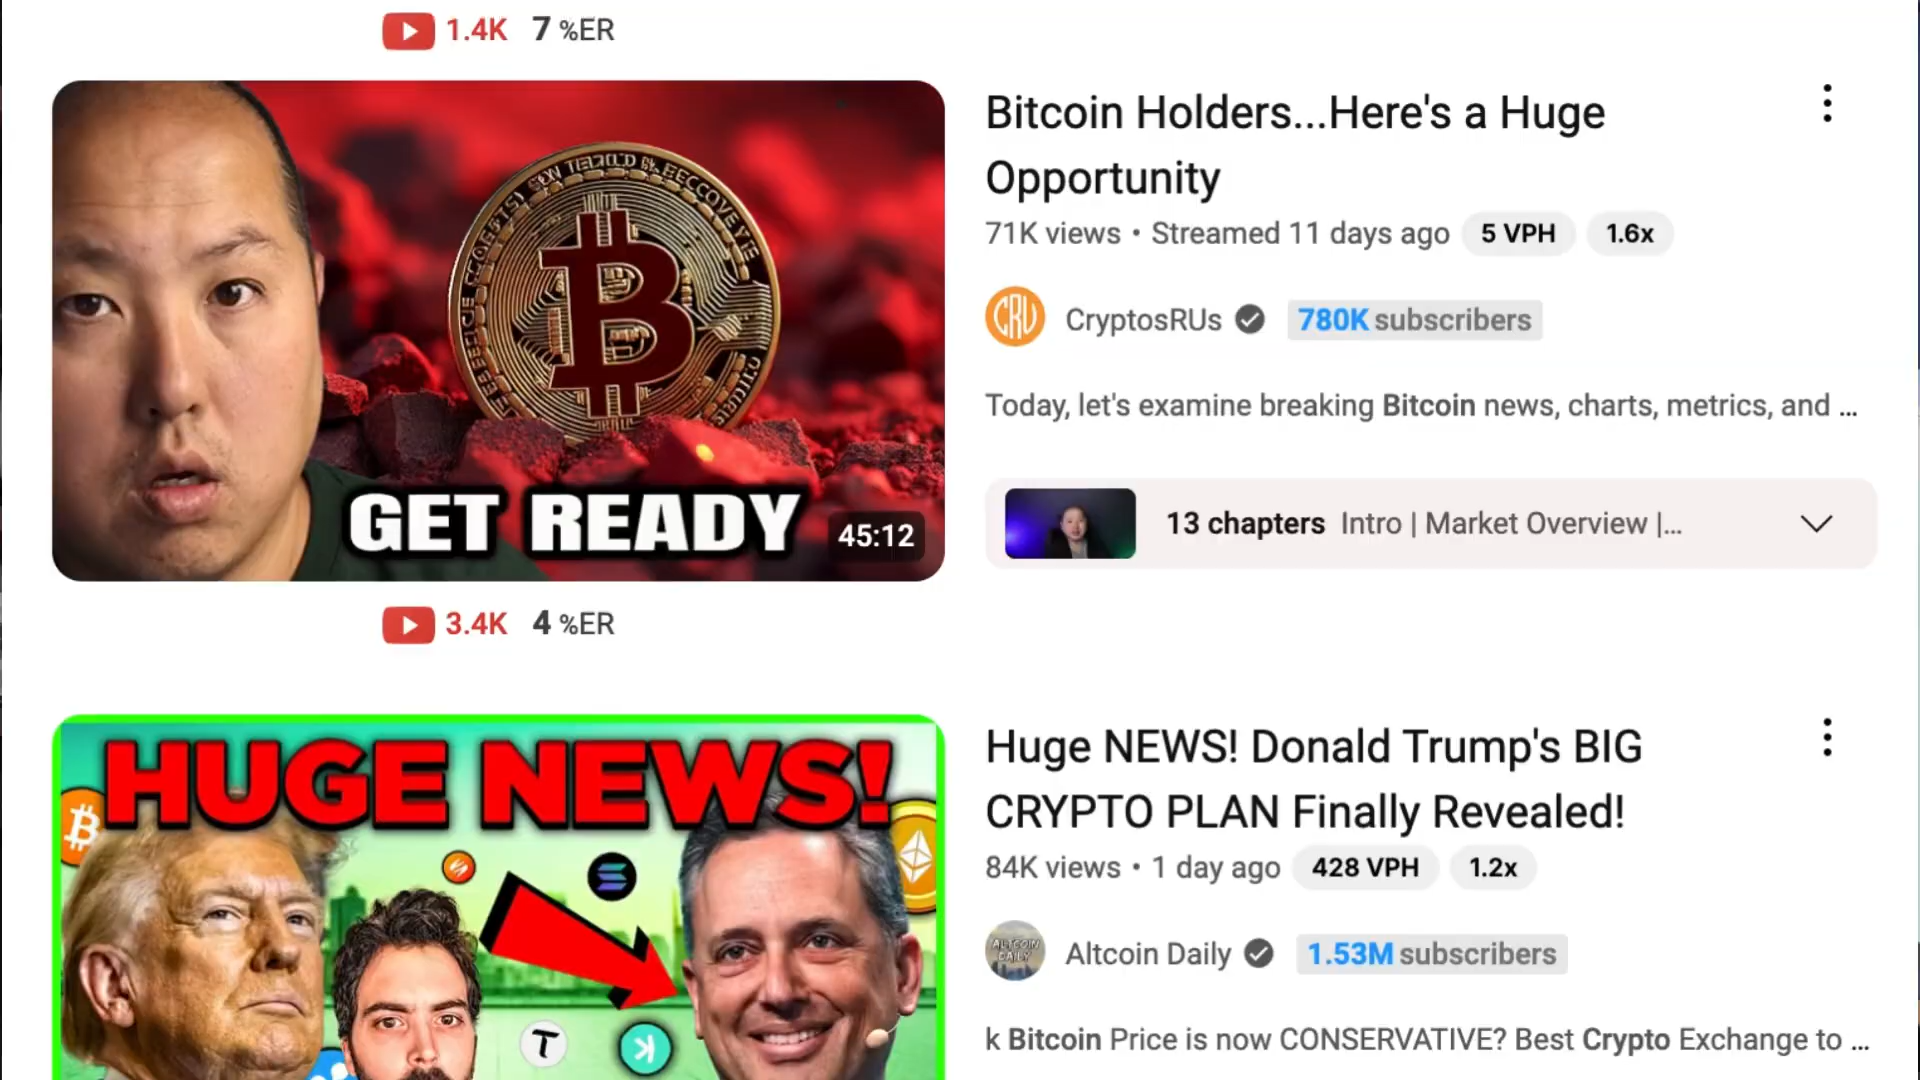 1.4K 7 %ER
Bitcoin Holders...Here's a Huge
Opportunity
71K views • Streamed 11 days ago 5 VPH 1.6x
CRU CryptosRUs 780K subscribers
Today, let's examine breaking Bitcoin news, charts, metrics, and ...
GET READY
45:12
13 chapters Intro | Market Overview |...
3.4K 4 %ER
HUGE NEWS!
Huge NEWS! Donald Trump's BIG
CRYPTO PLAN Finally Revealed!
84K views • 1 day ago 428 VPH 1.2x
ALTCOIN
DAILY
Altcoin Daily 1.53M subscribers
k Bitcoin Price is now CONSERVATIVE? Best Crypto Exchange to ...